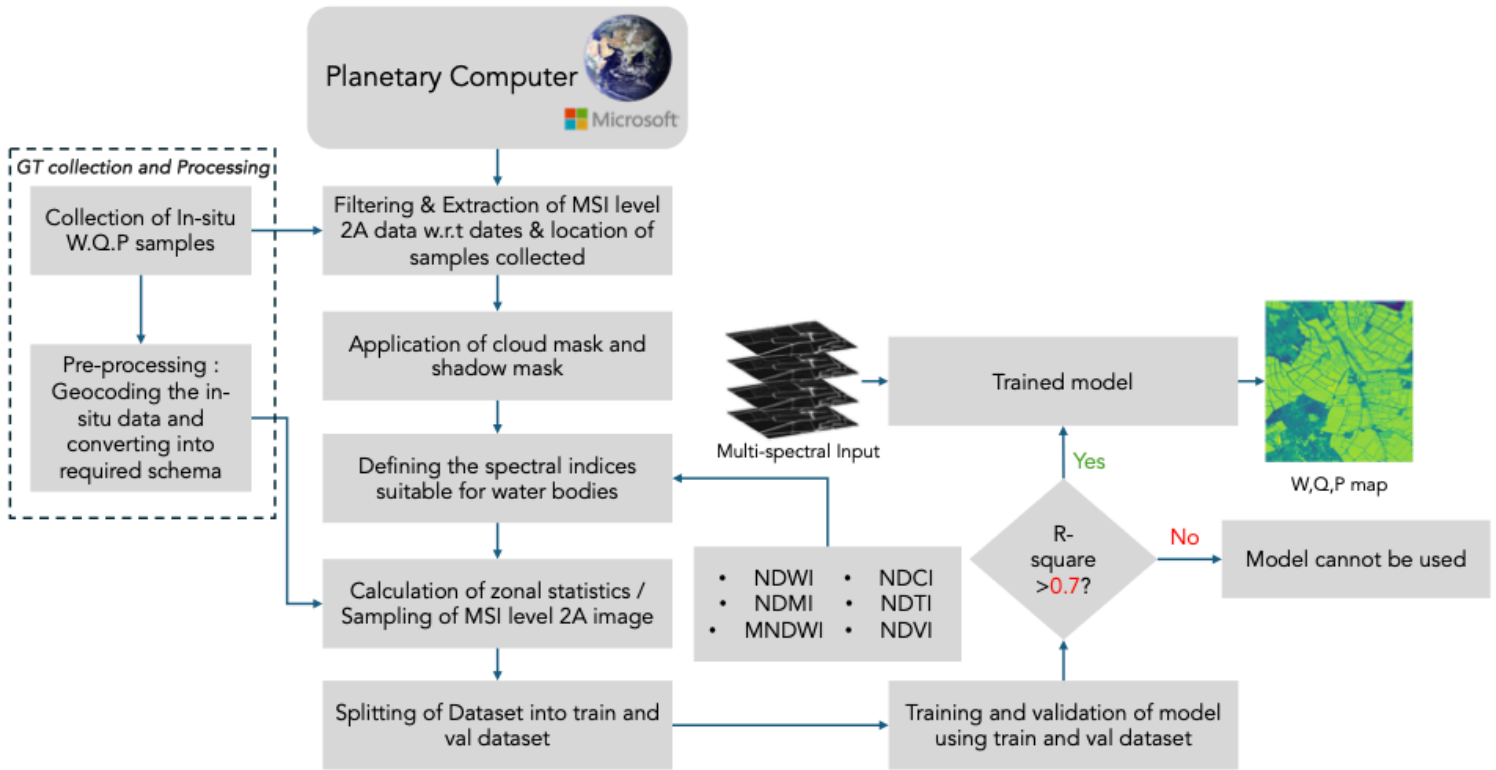 Planetary Computer
Microsoft
GT collection and Processing
Collection of In-situ
W.Q.P samples
Pre-processing :
Geocoding the in-
situ data and
converting into
required schema
Filtering & Extraction of MSI level
2A data w.r.t dates & location of
samples collected
Application of cloud mask and
shadow mask
Defining the spectral indices
suitable for water bodies
Calculation of zonal statistics /
Sampling of MSI level 2A image
Splitting of Dataset into train and
val dataset
• NDWI
• NDMI
• MNDWI
• NDCI
• NDTI
• NDVI
Training and validation of model
using train and val dataset
R-
square
>0.7?
Yes
No
Model cannot be used
Multi-spectral Input
Trained model
W,Q,P map